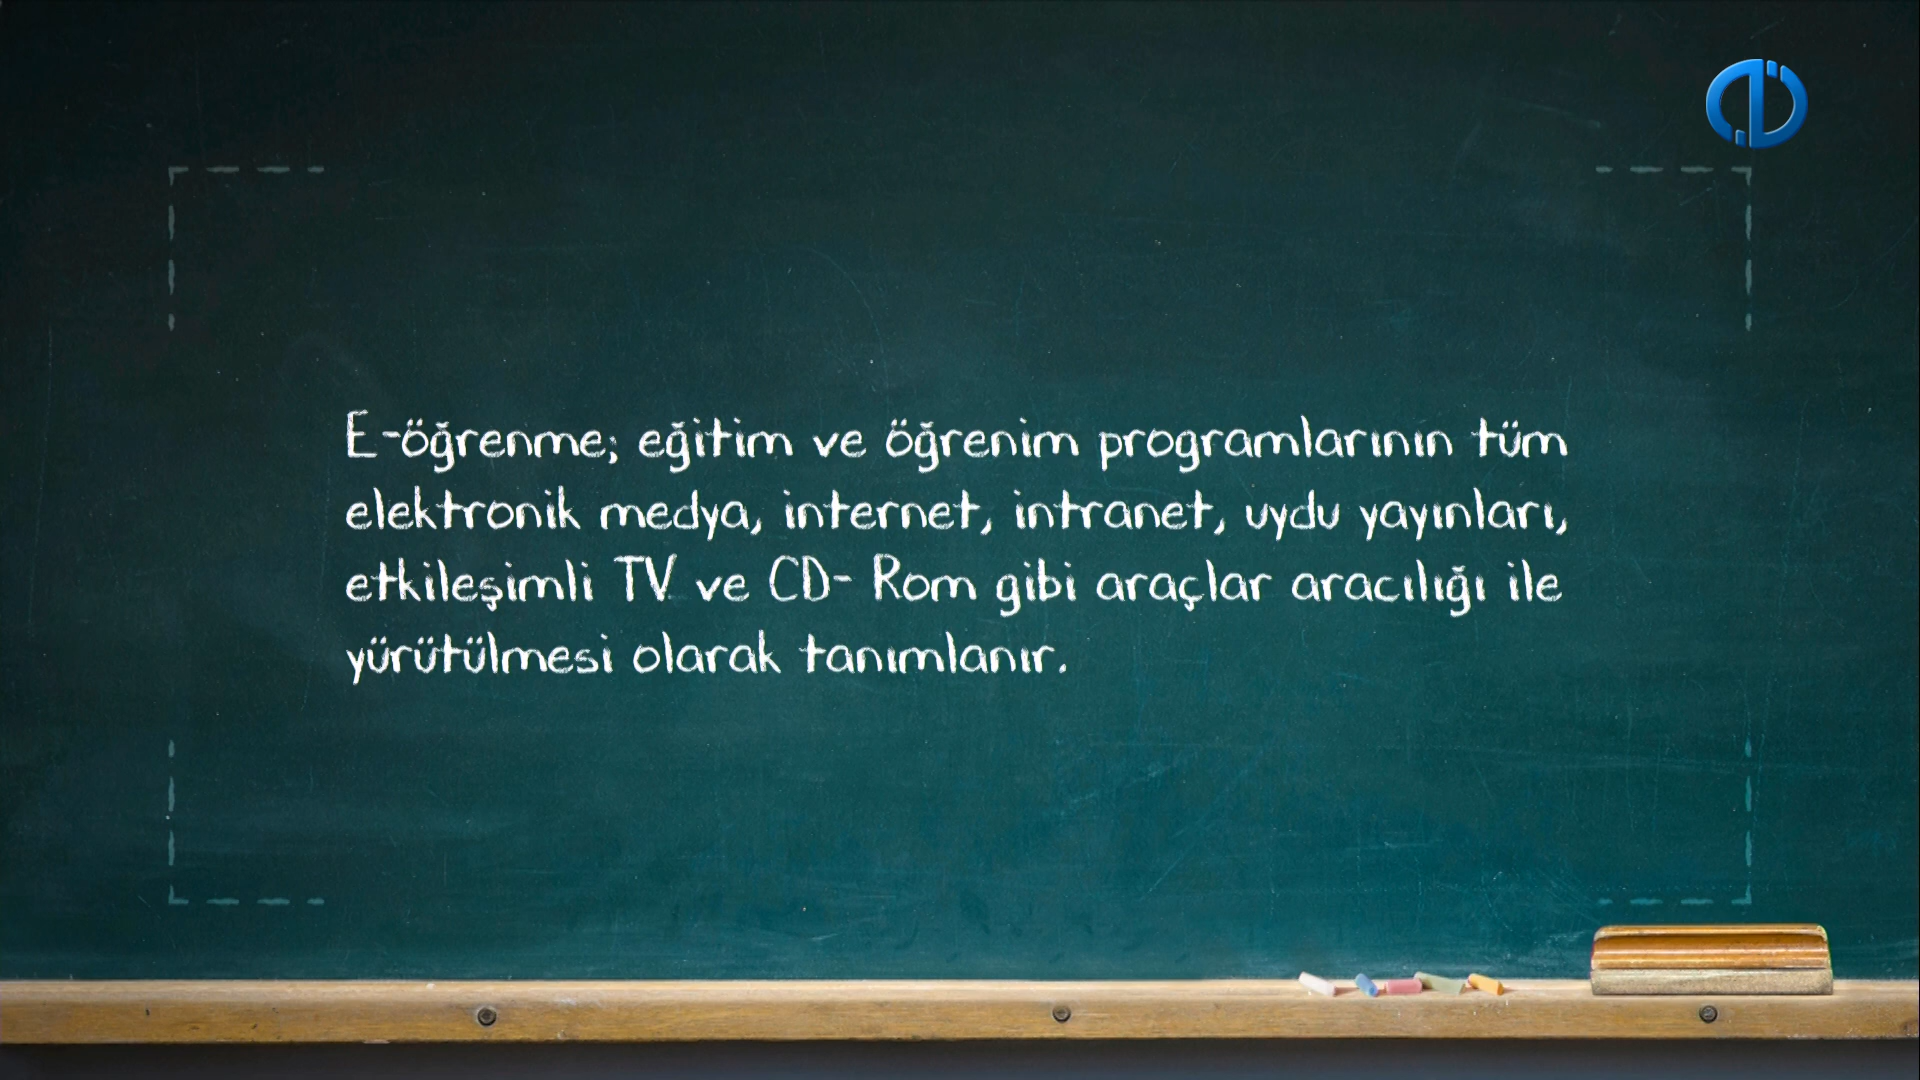 E-öğrenme; eğitim ve öğrenim programlarının tüm
elektronik medya, internet, intranet, uydu yayınları,
etkileşimli TV ve CD- Rom gibi araçlar aracılığı ile
yürütülmesi olarak tanımlanır.